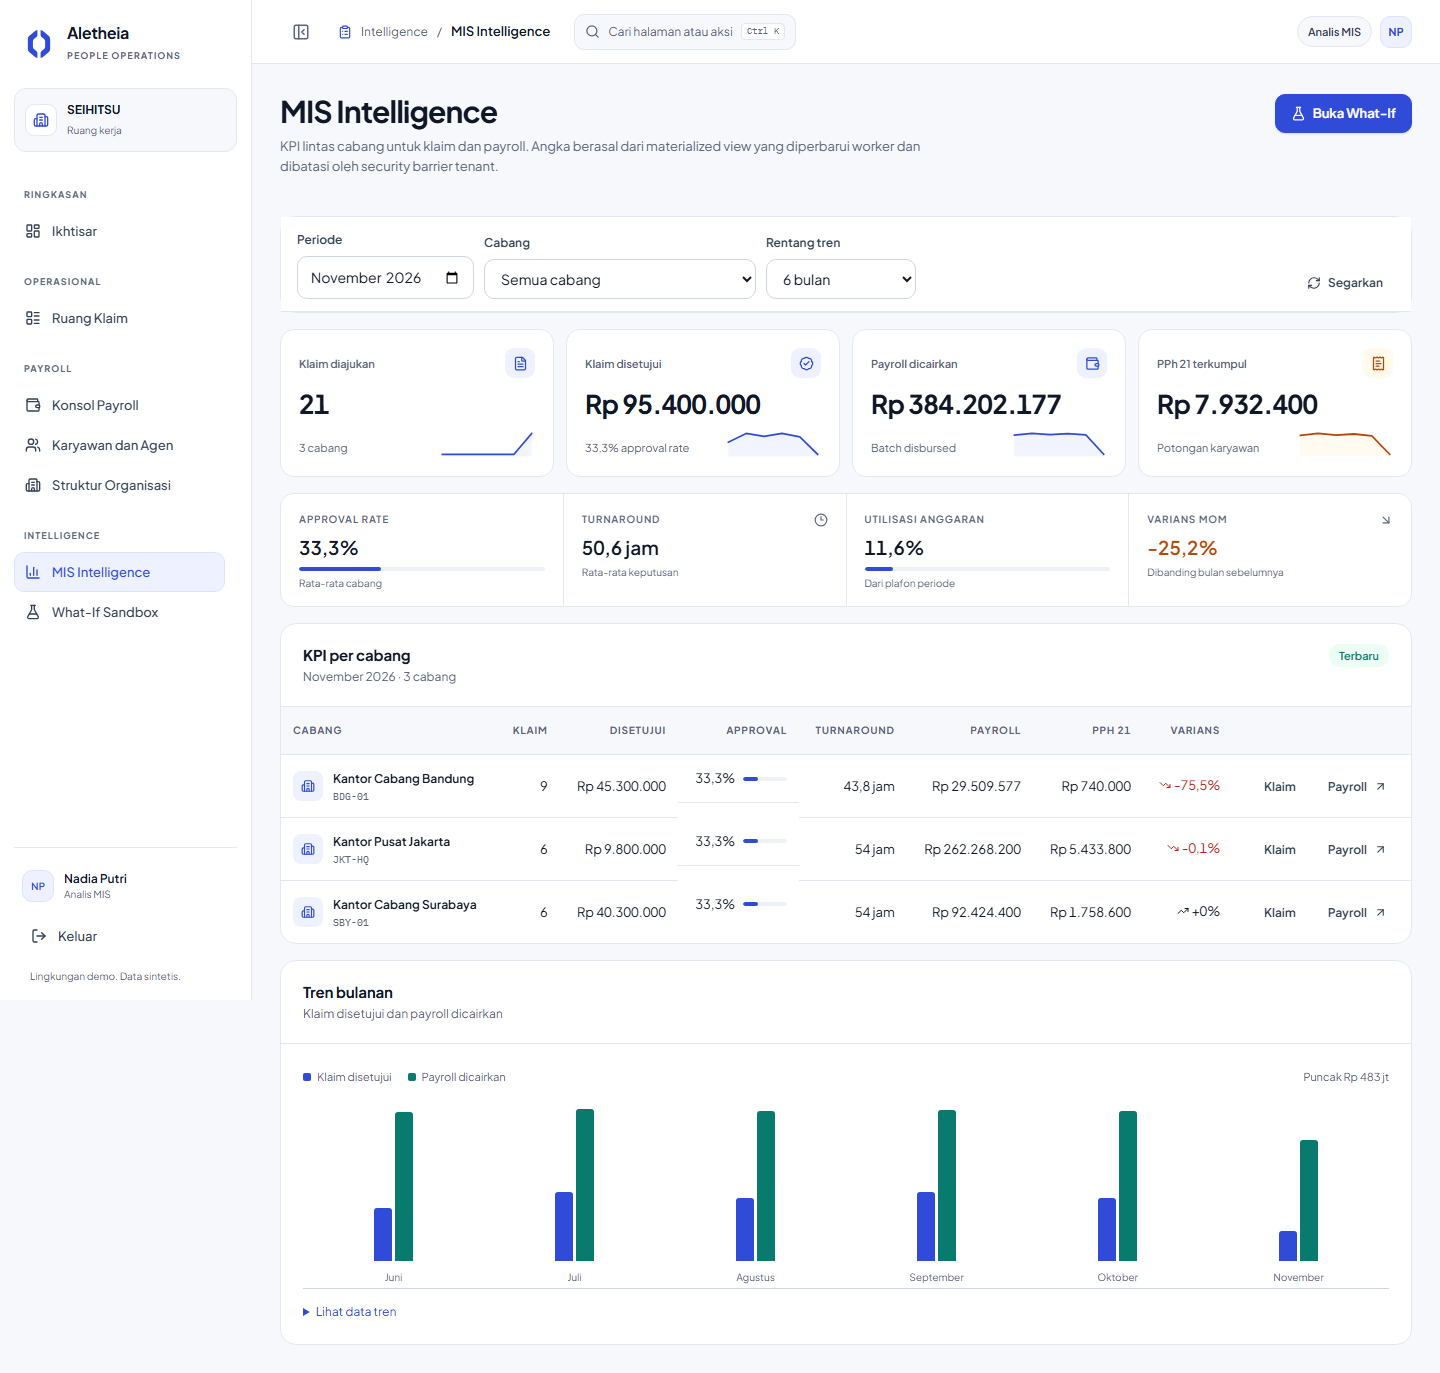 Aletheia
PEOPLE OPERATIONS
SEIHITSU
Ruang kerja
RINGKASAN
Ikhtisar
OPERASIONAL
Ruang Klaim
PAYROLL
Konsol Payroll
Karyawan dan Agen
Struktur Organisasi
INTELLIGENCE
MIS Intelligence
What-If Sandbox
NP
Nadia Putri
Analis MIS
Keluar
Lingkungan demo. Data sintetis.
Intelligence / MIS Intelligence
Cari halaman atau aksi Ctrl K
Analis MIS NP
MIS Intelligence
Buka What-If
KPI lintas cabang untuk klaim dan payroll. Angka berasal dari materialized view yang diperbarui worker dan
dibatasi oleh security barrier tenant.
Periode Cabang Rentang tren
November 2026 Semua cabang 6 bulan Segarkan
Klaim diajukan
21
3 cabang
Klaim disetujui
Rp 95.400.000
33,3% approval rate
Payroll dicairkan
Rp 384.202.177
Batch disbursed
PPh 21 terkumpul
Rp 7.932.400
Potongan karyawan
APPROVAL RATE
33,3%
Rata-rata cabang
TURNAROUND
50,6 jam
Rata-rata keputusan
UTILISASI ANGGARAN
11,6%
Dari plafon periode
VARIANS MOM
-25,2%
Dibanding bulan sebelumnya
KPI per cabang
November 2026 · 3 cabang
Terbaru
CABANG KLAIM DISETUJUI APPROVAL TURNAROUND PAYROLL PPH 21 VARIANS
Kantor Cabang Bandung 9 Rp 45.300.000 33,3% 43,8 jam Rp 29.509.577 Rp 740.000 -75,5% Klaim Payroll
BDG-01
Kantor Pusat Jakarta 6 Rp 9.800.000 33,3% 54 jam Rp 262.268.200 Rp 5.433.800 -0,1% Klaim Payroll
JKT-HQ
Kantor Cabang Surabaya 6 Rp 40.300.000 33,3% 54 jam Rp 92.424.400 Rp 1.758.600 +0% Klaim Payroll
SBY-01
Tren bulanan
Klaim disetujui dan payroll dicairkan
Klaim disetujui Payroll dicairkan Puncak Rp 483 jt
Juni Juli Agustus September Oktober November
Lihat data tren